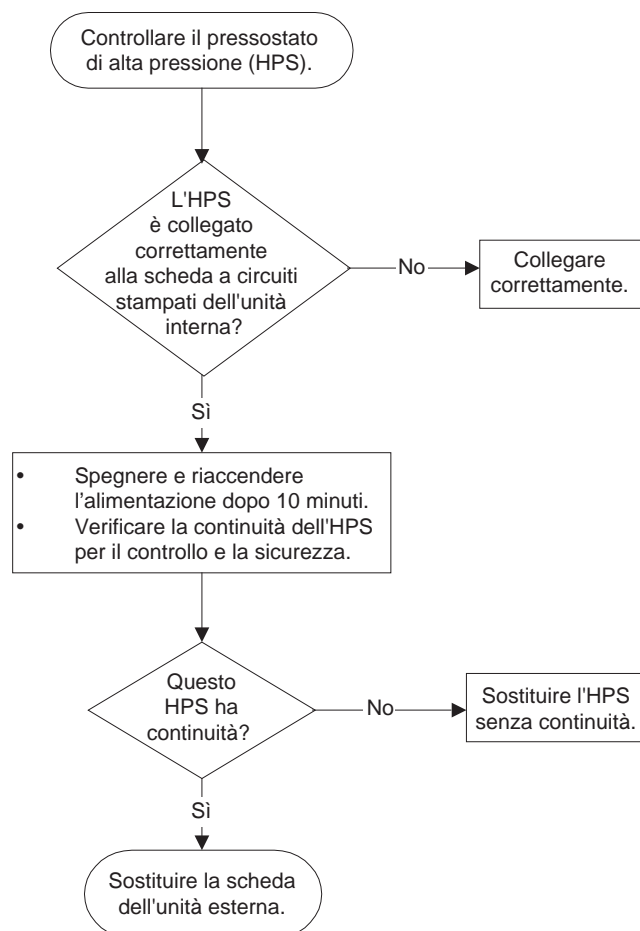 Controllare il pressostato
di alta pressione (HPS).
L'HPS
è collegato
correttamente
alla scheda a circuiti
stampati dell'unità
interna?
No
Collegare
correttamente.
Sì
• Spegnere e riaccendere
l’alimentazione dopo 10 minuti.
• Verificare la continuità dell'HPS
per il controllo e la sicurezza.
Questo
HPS ha
continuità?
No
Sostituire l'HPS
senza continuità.
Sì
Sostituire la scheda
dell'unità esterna.